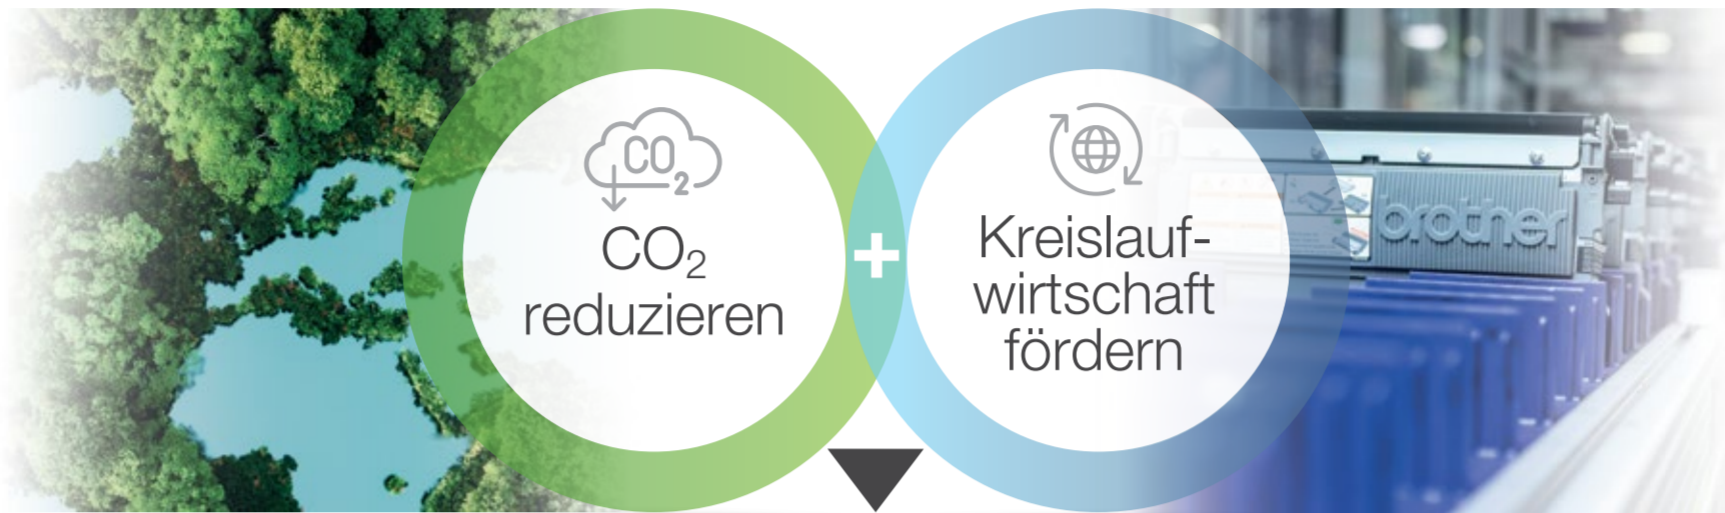 CO₂
CO₂
reduzieren
+
Kreislauf-
wirtschaft
fördern
brother